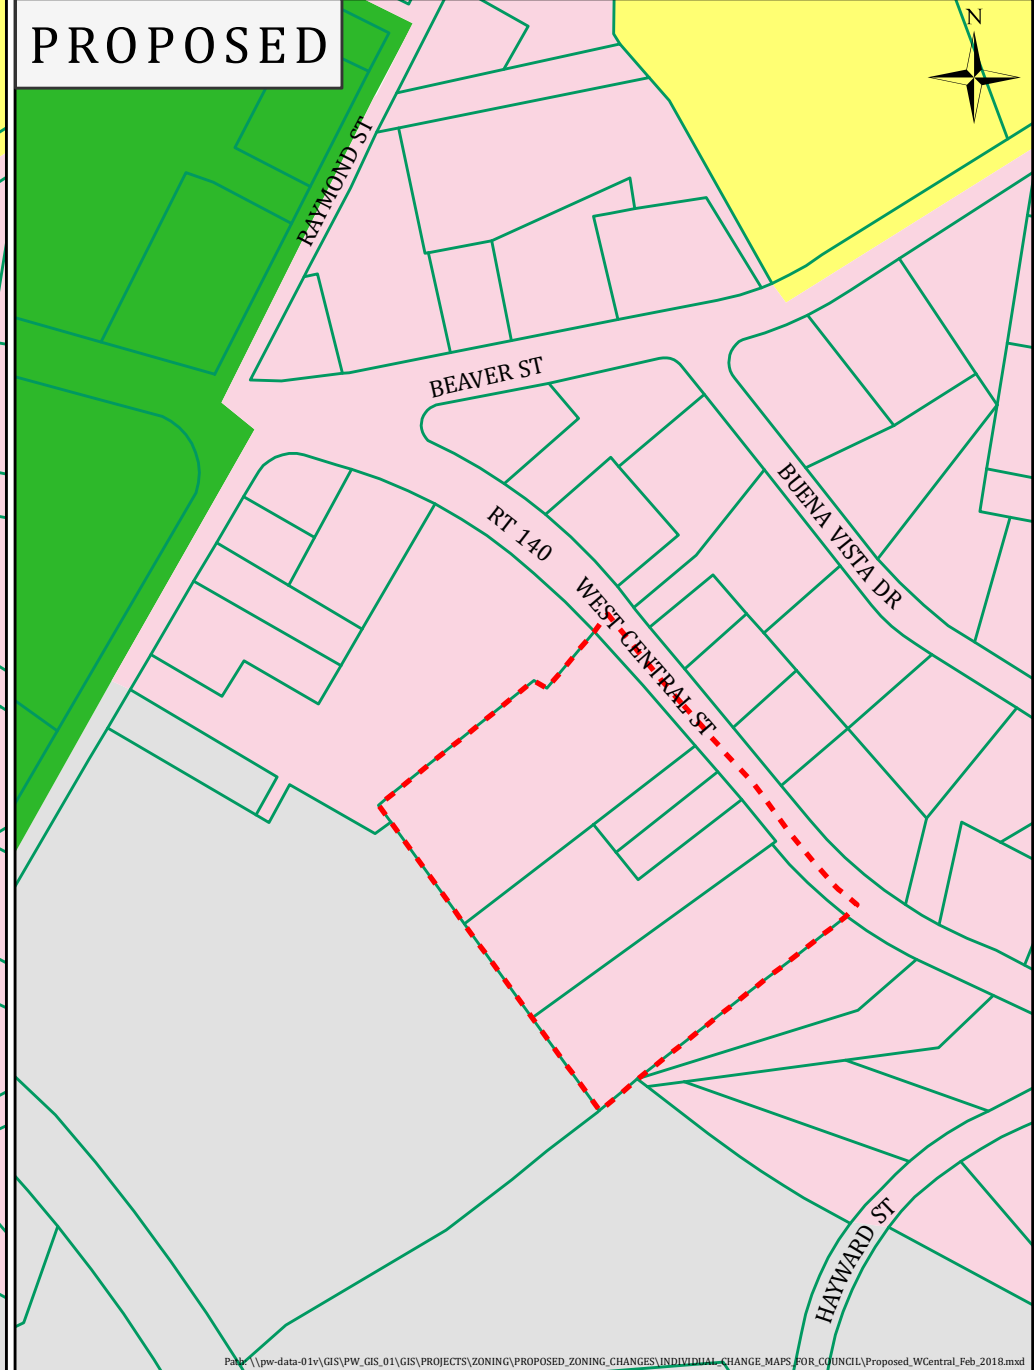 PROPOSED
N
RAYMOND ST
BEAVER ST
BUENA VISTA DR
RT 140
WEST CENTRAL ST
HAYWARD ST
Path: \\pw-data-01v\GIS\PW_GIS_01\GIS\PROJECTS\ZONING\PROPOSED_ZONING_CHANGES\INDIVIDUAL_CHANGE_MAPS_FOR_COUNCIL\Proposed_WCentral_Feb_2018.mxd